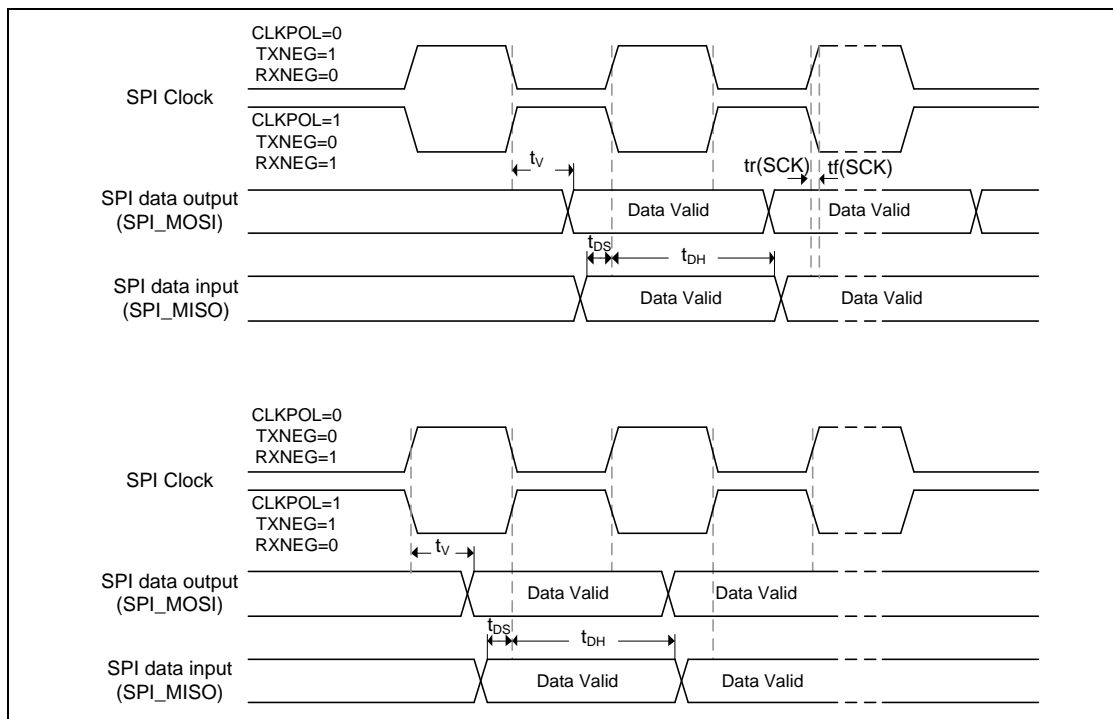 CLKPOL=0
TXNEG=1
RXNEG=0
SPI Clock
CLKPOL=1
TXNEG=0
RXNEG=1
tV
tr(SCK)
tf(SCK)
SPI data output
(SPI_MOSI)
Data Valid
Data Valid
tDS
tDH
SPI data input
(SPI_MISO)
Data Valid
Data Valid
CLKPOL=0
TXNEG=0
RXNEG=1
SPI Clock
CLKPOL=1
TXNEG=1
RXNEG=0
tV
SPI data output
(SPI_MOSI)
Data Valid
Data Valid
tDS
tDH
SPI data input
(SPI_MISO)
Data Valid
Data Valid